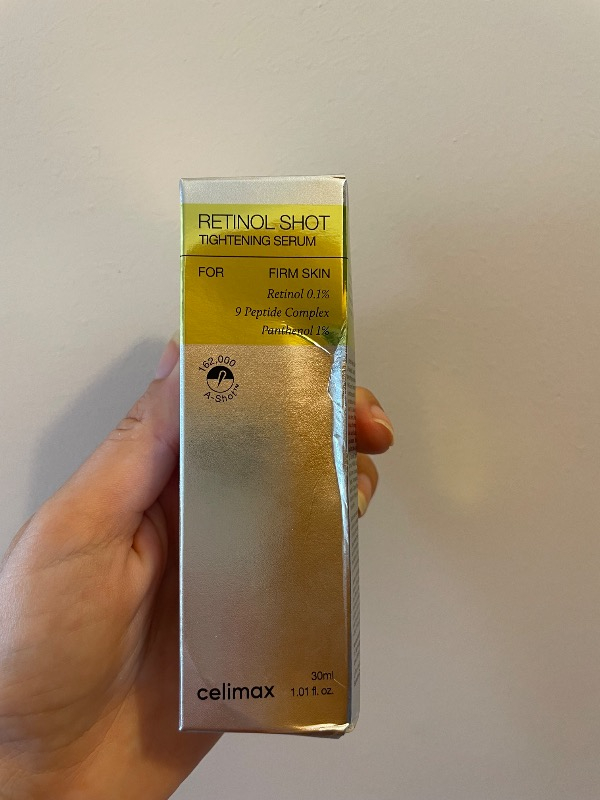 RETINOL SHOT
TIGHTENING SERUM
FOR FIRM SKIN
Retinol 0.1%
9 Peptide Complex
Panthenol 1%
162,000
A-Shot™
30ml
celimax 1.01 fl. oz.